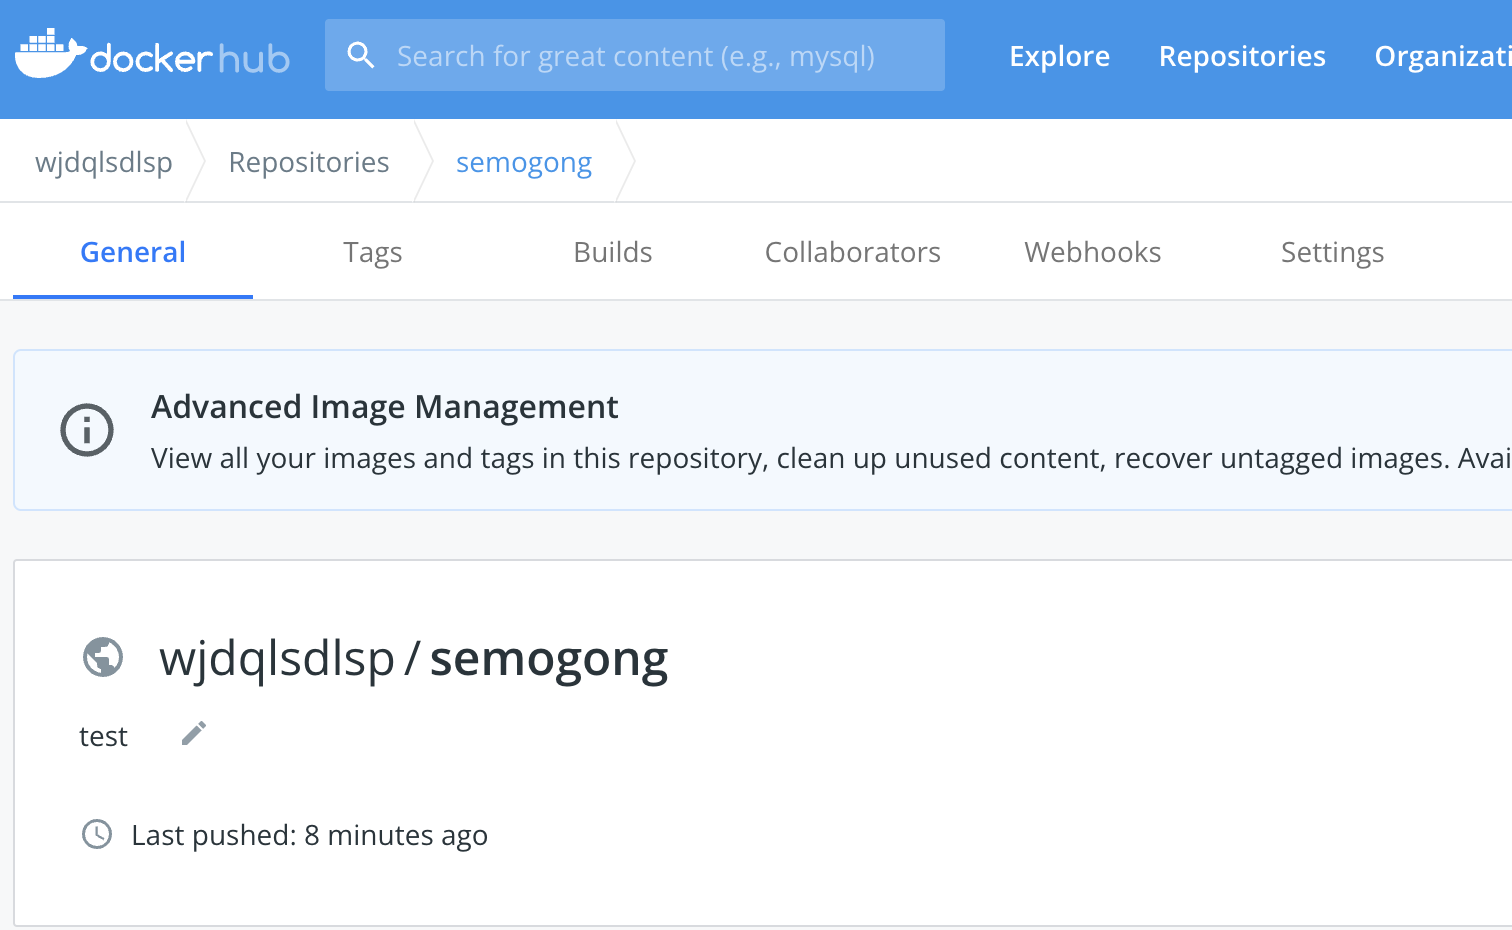 docker hub
Search for great content (e.g., mysql)
Explore Repositories Organizati
wjdqlsdlsp Repositories semogong
General Tags Builds Collaborators Webhooks Settings
Advanced Image Management
View all your images and tags in this repository, clean up unused content, recover untagged images. Avai
wjdqlsdlsp / semogong
test
Last pushed: 8 minutes ago